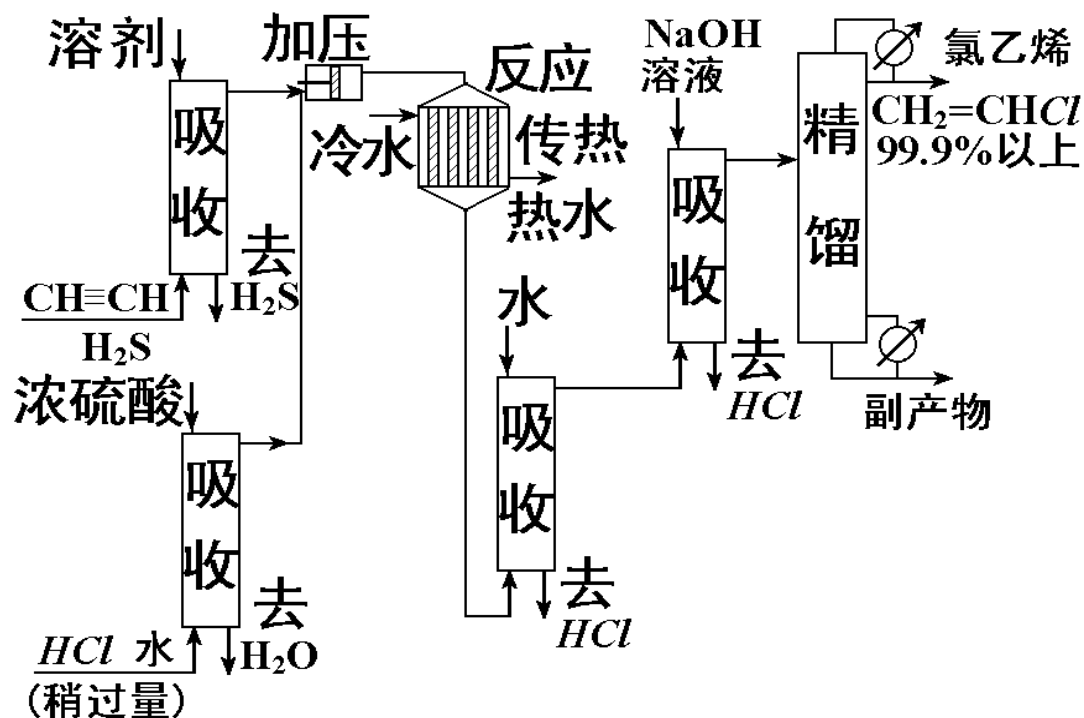 溶剂
吸
收
去
H₂S
CH≡CH
H₂S
浓硫酸
吸
收
去
H₂O
HCl 水
(稍过量)
加压
反应
冷水
传热
热水
水
吸
收
去
HCl
NaOH
溶液
吸
收
去
HCl
精
馏
氯乙烯
CH₂=CHCl
99.9%以上
副产物